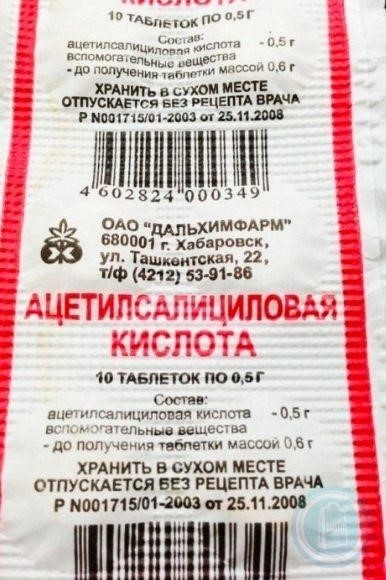 КИСЛОТА
10 ТАБЛЕТОК ПО 0,5Г
Состав:
ацетилсалициловая кислота - 0,5 г
вспомогательные вещества
- до получения таблетки массой 0,6 г
ХРАНИТЬ В СУХОМ МЕСТЕ
ОТПУСКАЕТСЯ БЕЗ РЕЦЕПТА ВРАЧА
Р N001715/01-2003 от 25.11.2008
4 602824 000349
ОАО "ДАЛЬХИМФАРМ"
680001 г. Хабаровск,
ул. Ташкентская, 22,
т/ф (4212) 53-91-86
АЦЕТИЛСАЛИЦИЛОВАЯ
КИСЛОТА
10 ТАБЛЕТОК ПО 0,5Г
Состав:
ацетилсалициловая кислота - 0,5 г
вспомогательные вещества
- до получения таблетки массой 0,6 г
ХРАНИТЬ В СУХОМ МЕСТЕ
ОТПУСКАЕТСЯ БЕЗ РЕЦЕПТА ВРАЧА
Р N001715/01-2003 от 25.11.2008